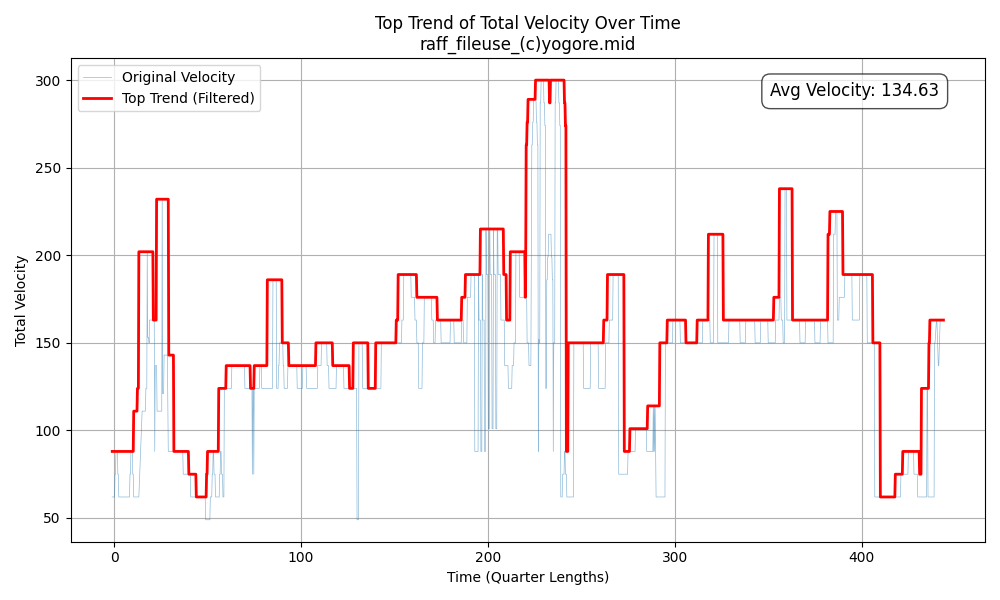 Top Trend of Total Velocity Over Time
raff_fileuse_(c)yogore.mid
Original Velocity
Top Trend (Filtered)
Avg Velocity: 134.63
Total Velocity
300
250
200
150
100
50
0
100
200
300
400
Time (Quarter Lengths)